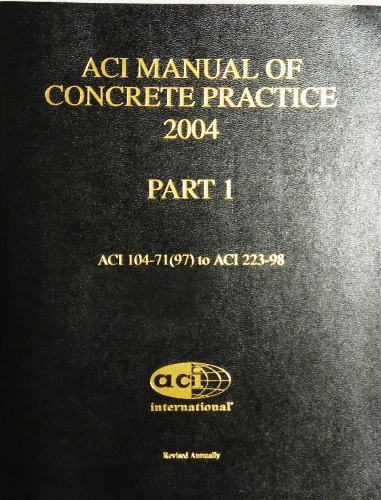 ACI MANUAL OF
CONCRETE PRACTICE
2004
PART 1
ACI 104-71(97) to ACI 223-98
aci
international®
Revised Annually